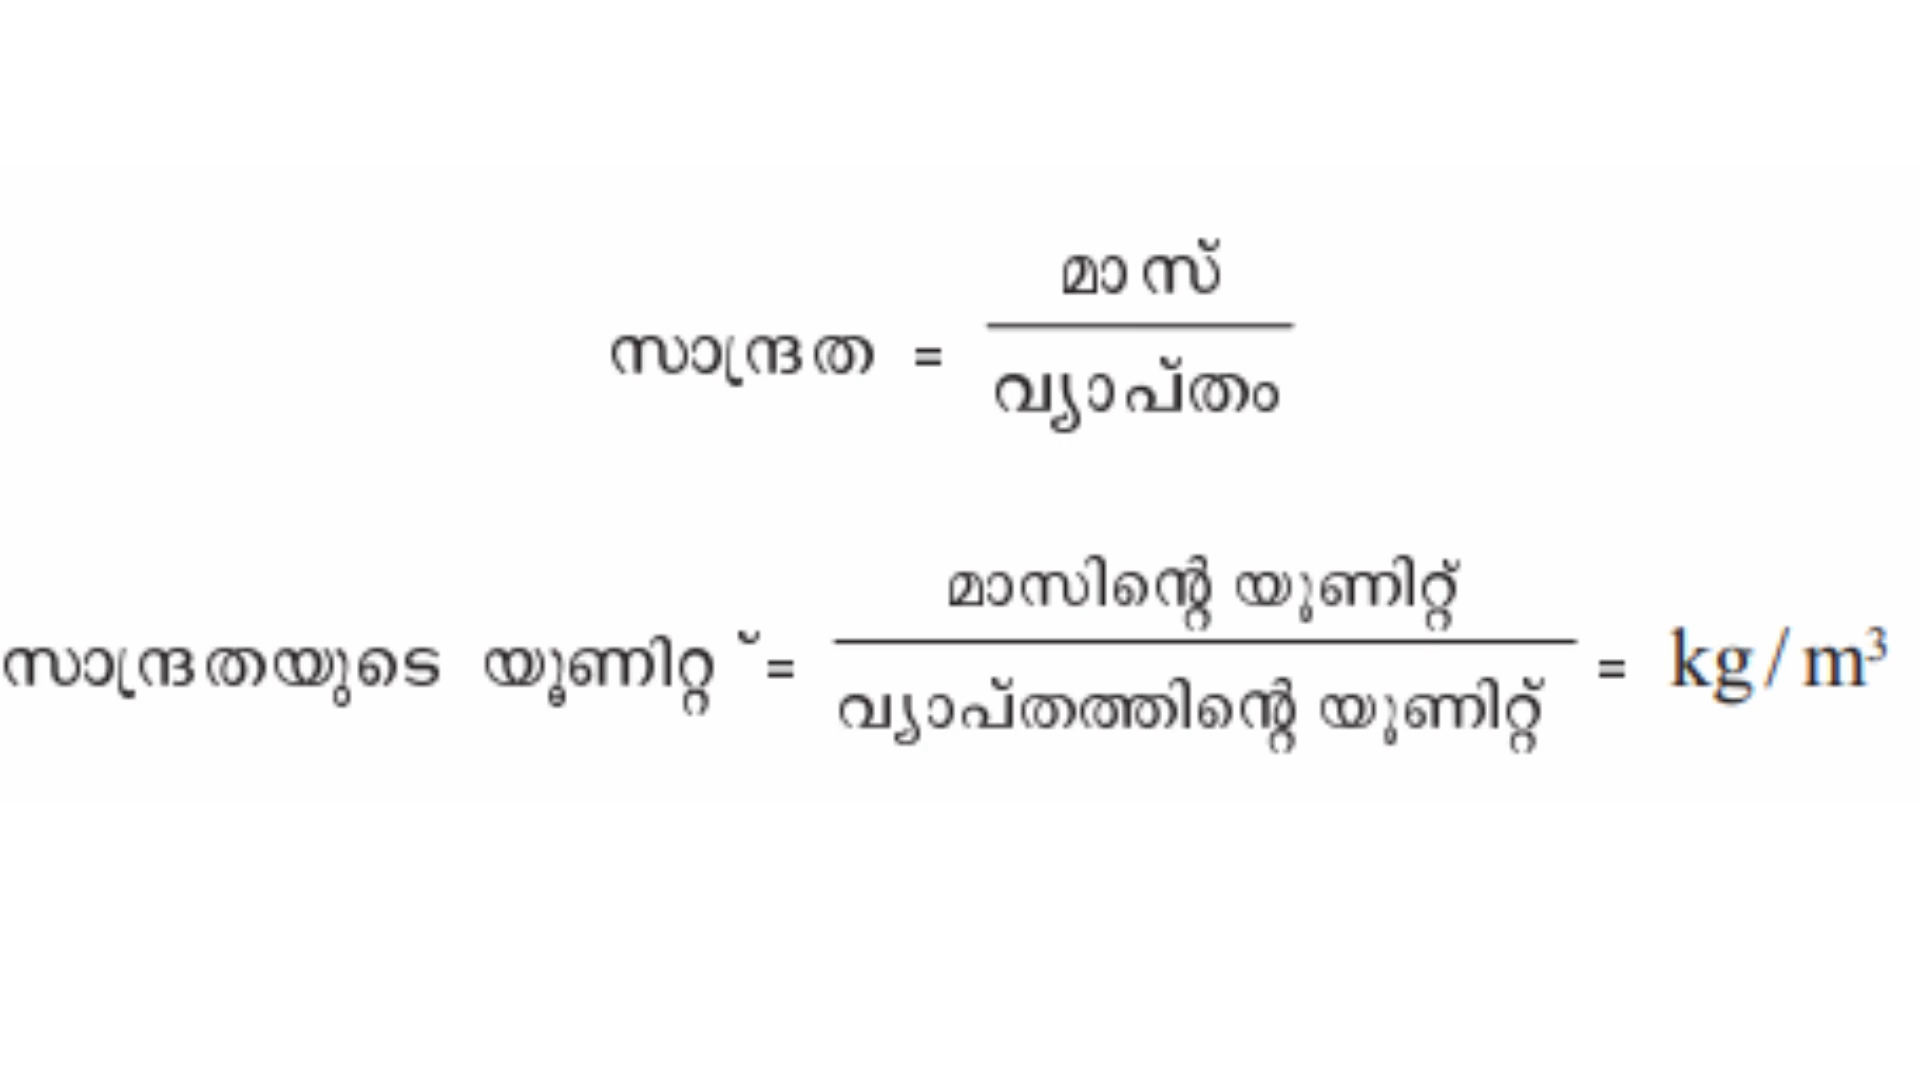 സാന്ദ്രത = മാസ് / വ്യാപ്തം
സാന്ദ്രതയുടെ യൂണിറ്റ് = മാസിന്റെ യുണിറ്റ് / വ്യാപ്തത്തിന്റെ യുണിറ്റ് = kg/m³